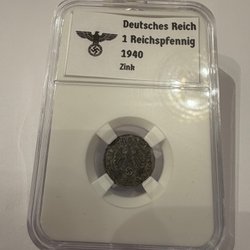 Deutsches Reich
1 Reichspfennig
1940
Zink